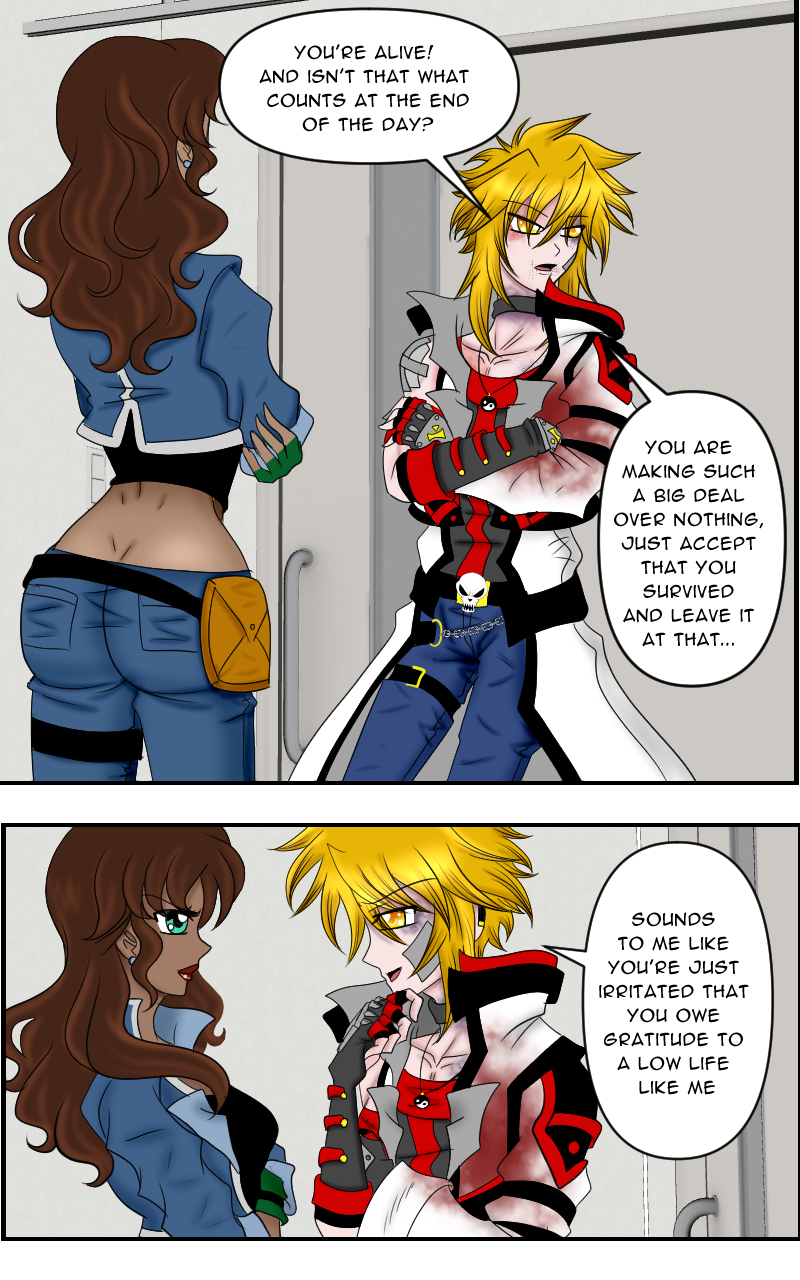 YOU'RE ALIVE!
AND ISN'T THAT WHAT
COUNTS AT THE END
OF THE DAY?
YOU ARE
MAKING SUCH
A BIG DEAL
OVER NOTHING,
JUST ACCEPT
THAT YOU
SURVIVED
AND LEAVE IT
AT THAT...
SOUNDS
TO ME LIKE
YOU'RE JUST
IRRITATED THAT
YOU OWE
GRATITUDE TO
A LOW LIFE
LIKE ME